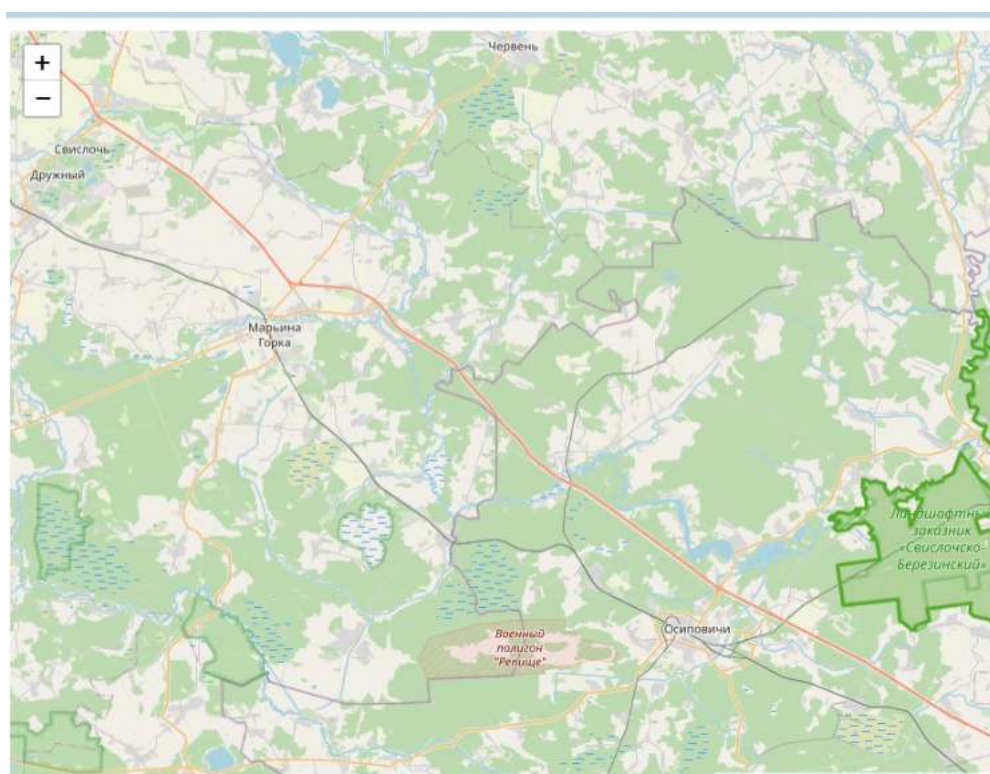 +
−
Червень
Свислочь
Дружный
Марьина
Горка
Ландшафтный
заказник
«Свислочско-
Березинский»
Осиповичи
Военный
полигон
"Репище"